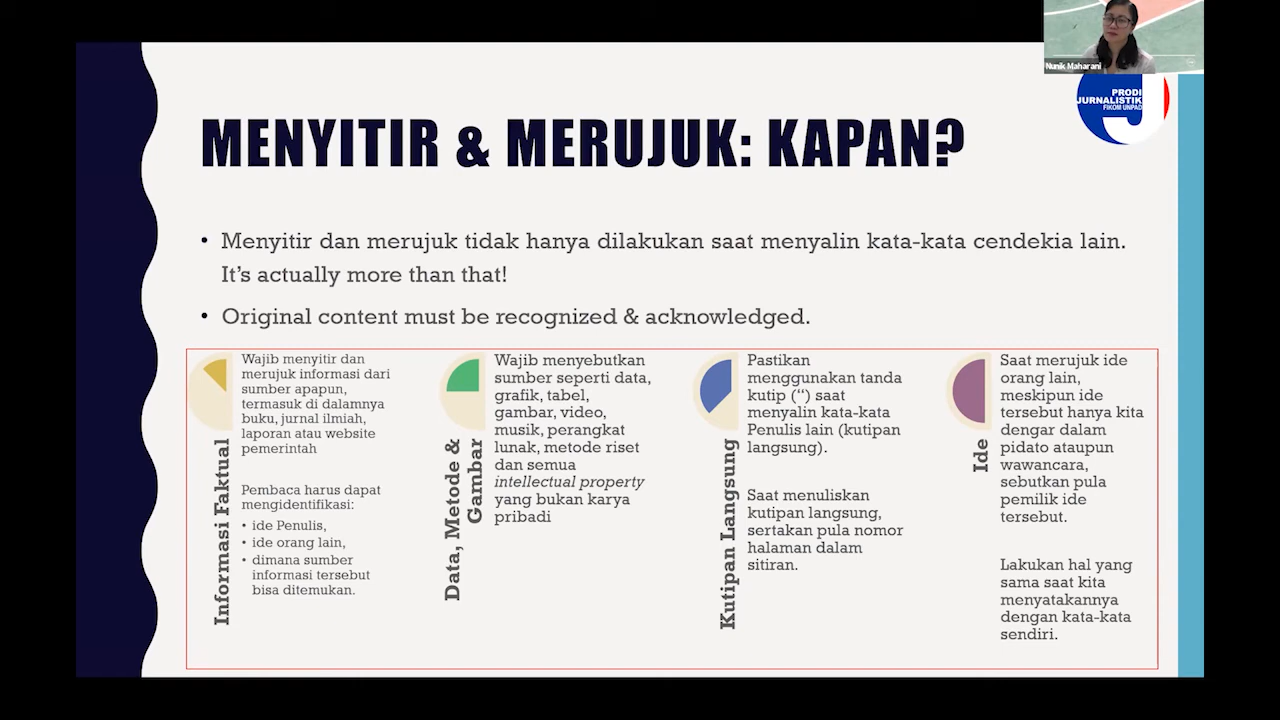 Nunik Maharani
PRODI
JURNALISTIK
FIKOM UNPAD
MENYITIR & MERUJUK: KAPAN?
• Menyitir dan merujuk tidak hanya dilakukan saat menyalin kata-kata cendekia lain.
It's actually more than that!
• Original content must be recognized & acknowledged.
Informasi Faktual
Wajib menyitir dan
merujuk informasi dari
sumber apapun,
termasuk di dalamnya
buku, jurnal ilmiah,
laporan atau website
pemerintah
Pembaca harus dapat
mengidentifikasi:
• ide Penulis,
• ide orang lain,
• dimana sumber
informasi tersebut
bisa ditemukan.
Data, Metode &
Gambar
Wajib menyebutkan
sumber seperti data,
grafik, tabel,
gambar, video,
musik, perangkat
lunak, metode riset
dan semua
intellectual property
yang bukan karya
pribadi
Kutipan Langsung
Pastikan
menggunakan tanda
kutip (“) saat
menyalin kata-kata
Penulis lain (kutipan
langsung).
Saat menuliskan
kutipan langsung,
sertakan pula nomor
halaman dalam
sitiran.
Ide
Saat merujuk ide
orang lain,
meskipun ide
tersebut hanya kita
dengar dalam
pidato ataupun
wawancara,
sebutkan pula
pemilik ide
tersebut.
Lakukan hal yang
sama saat kita
menyatakannya
dengan kata-kata
sendiri.